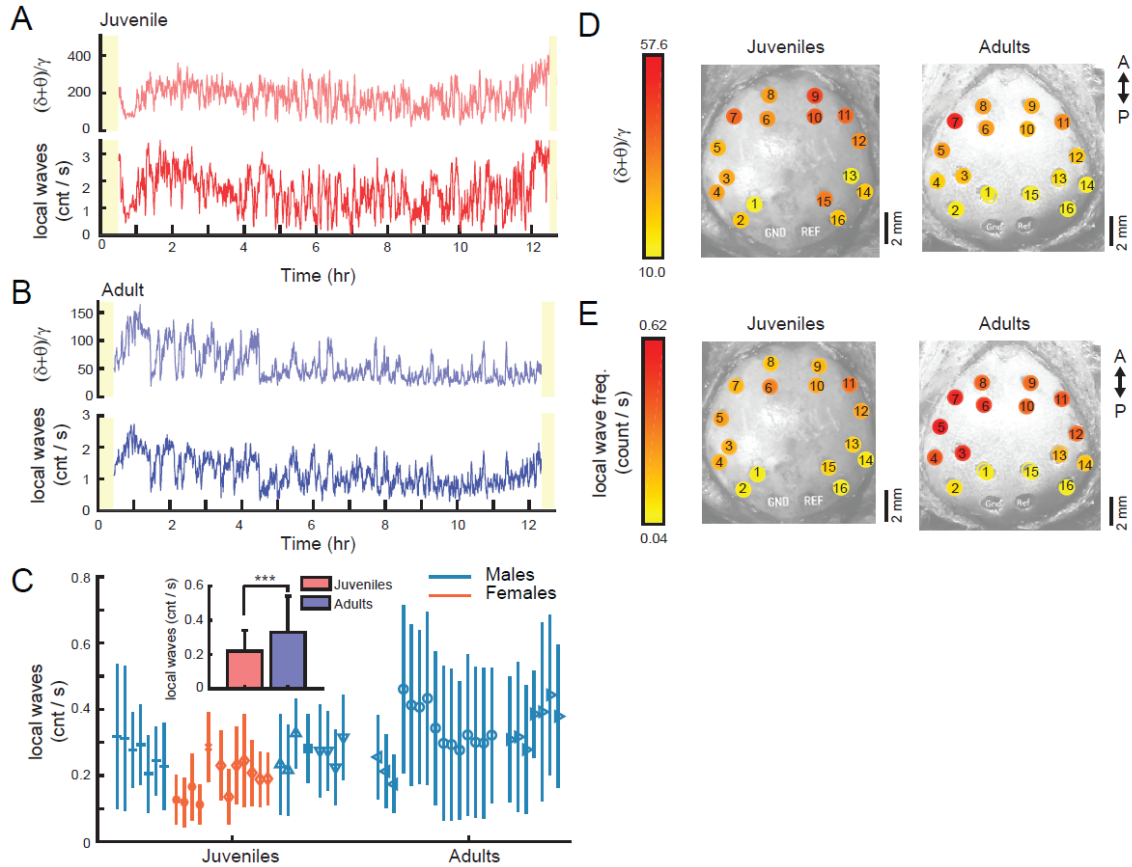 A
Juvenile
400
200
0
(δ+θ)/γ
3
2
1
0
local waves
(cnt / s)
0 2 4 6 8 10 12
Time (hr)
B
Adult
150
100
50
0
(δ+θ)/γ
3
2
1
0
local waves
(cnt / s)
0 2 4 6 8 10 12
Time (hr)
C
0.8
0.6
0.4
0.2
0
local waves
(cnt / s)
0.6
0.4
0.2
0
local waves (cnt / s)
***
Juveniles
Adults
Males
Females
Juveniles Adults
D
57.6
(δ+θ)/γ
10.0
Juveniles
8 9
7 6 10 11
5 12
3 13
4 14
1 15
2 16
GND REF
2 mm
Adults
8 9
7 6 10 11
5 12
4 3 13 14
1 15
2 16
Gnd Ref
2 mm
A
P
E
0.62
local wave freq.
(count / s)
0.04
Juveniles
8 9
7 6 10 11
5 12
3 13
4 14
1 15
2 16
GND REF
2 mm
Adults
8 9
7 6 10 11
5 12
4 3 13 14
1 15
2 16
Gnd Ref
2 mm
A
P